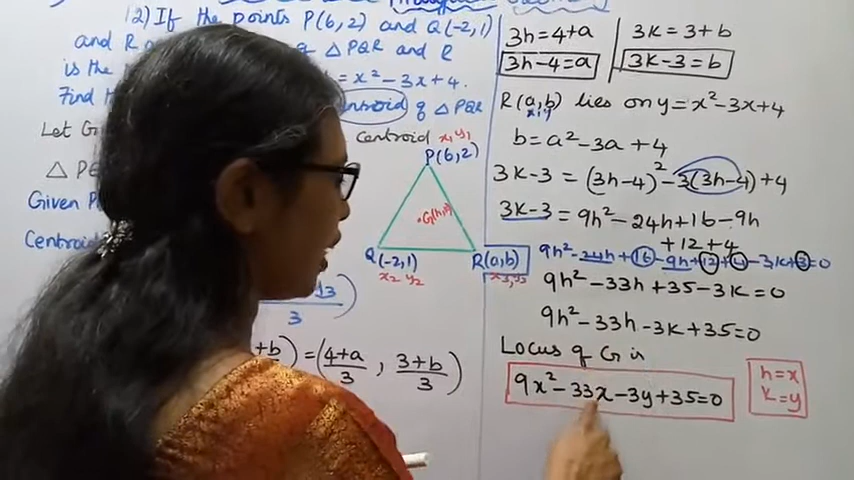 12) If the points P(6,2) and Q(-2,1)
and R
△PQR and R
is the
= x²-3x+4.
Find
centroid of △PQR
Let G
centroid
△ P
Given
Centroid
x₁ y₁
P(6,2)
G(h,k)
Q(-2,1)
x₂ y₂
R(a,b)
x₃,y₃
3
+b) = (4+a/3, 3+b/3)
3
3h=4+a
3h-4=a
3k=3+b
3k-3=b
R(a,b) lies on y=x²-3x+4
x,y
b=a²-3a+4
3k-3=(3h-4)²-3(3h-4)+4
3k-3=9h²-24h+16-9h
+12+4
9h²-24h+16-9h+12+4-3k+3=0
9h²-33h+35-3k=0
9h²-33h-3k+35=0
Locus of G is
9x²-33x-3y+35=0
h=x
k=y